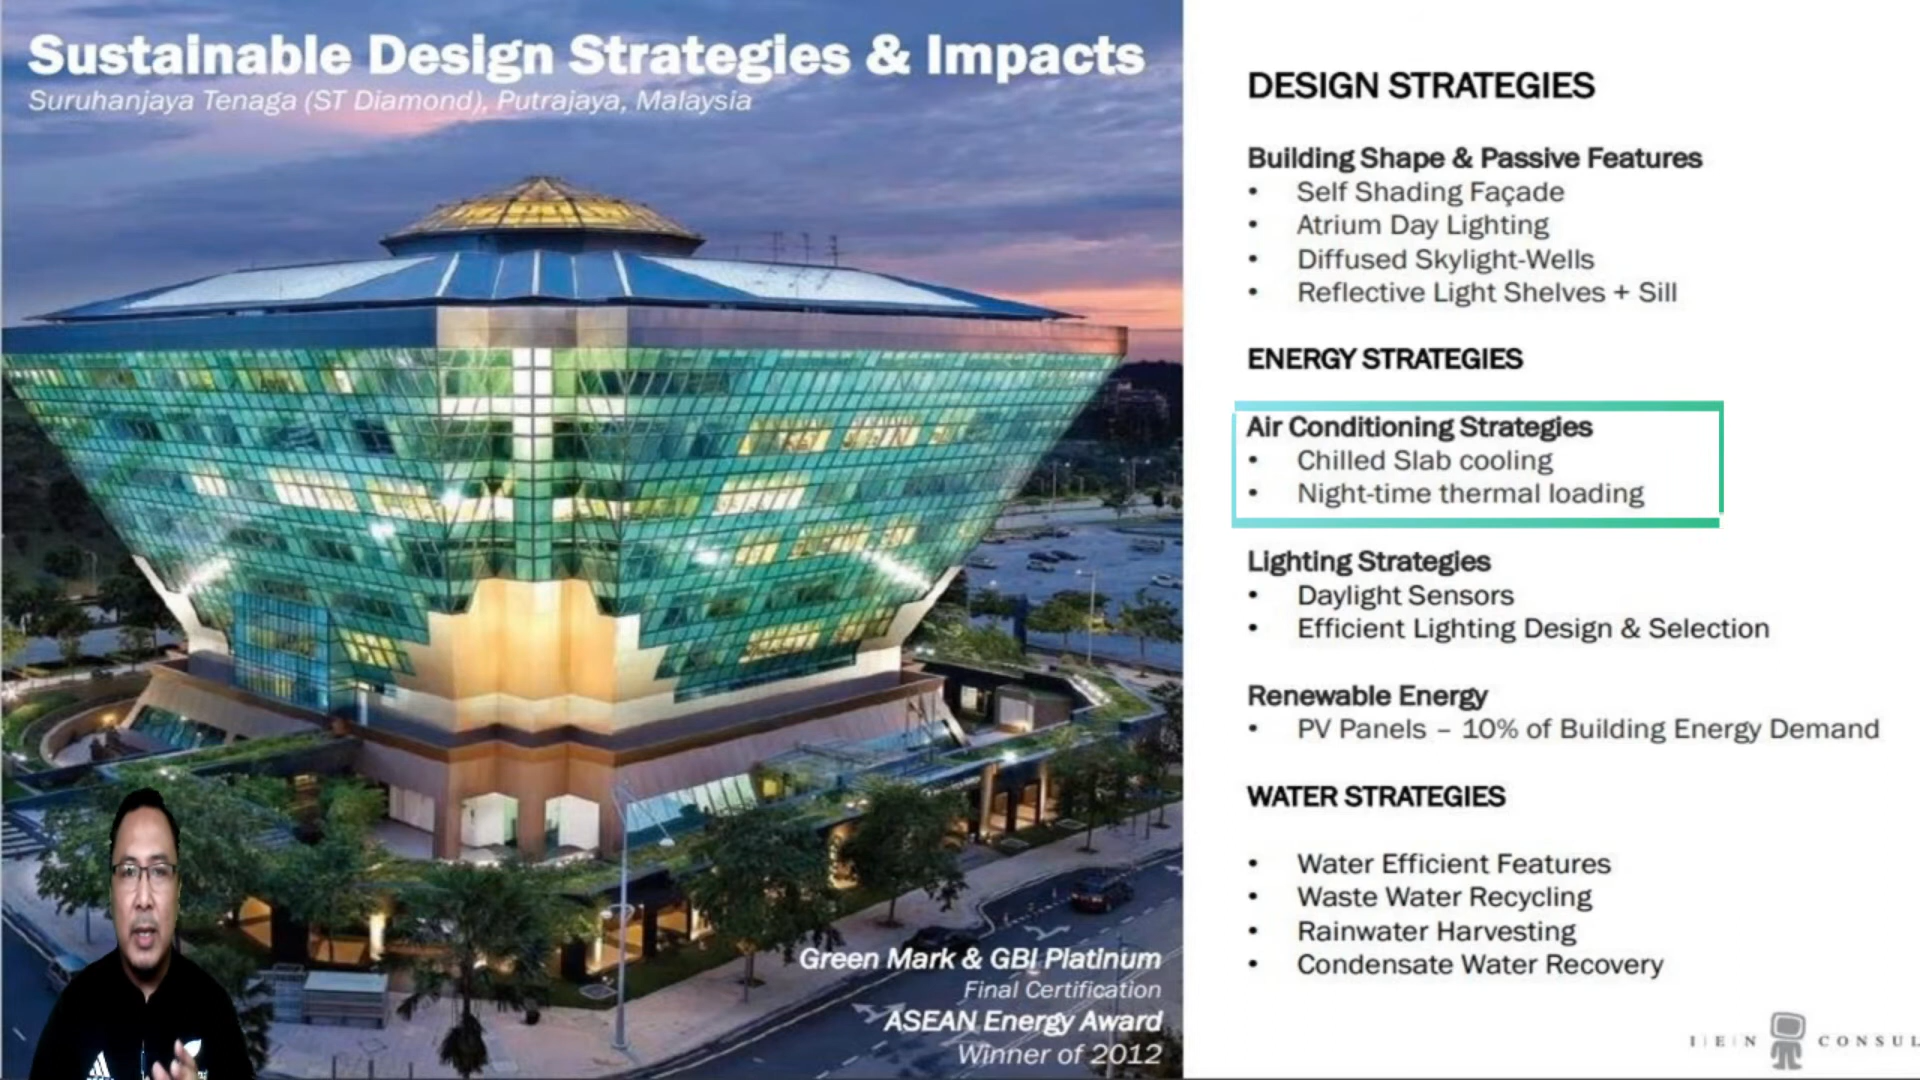 Sustainable Design Strategies & Impacts
Suruhanjaya Tenaga (ST Diamond), Putrajaya, Malaysia
Green Mark & GBI Platinum
Final Certification
ASEAN Energy Award
Winner of 2012
DESIGN STRATEGIES
Building Shape & Passive Features
• Self Shading Façade
• Atrium Day Lighting
• Diffused Skylight-Wells
• Reflective Light Shelves + Sill
ENERGY STRATEGIES
Air Conditioning Strategies
• Chilled Slab cooling
• Night-time thermal loading
Lighting Strategies
• Daylight Sensors
• Efficient Lighting Design & Selection
Renewable Energy
• PV Panels – 10% of Building Energy Demand
WATER STRATEGIES
• Water Efficient Features
• Waste Water Recycling
• Rainwater Harvesting
• Condensate Water Recovery
IEN CONSUL